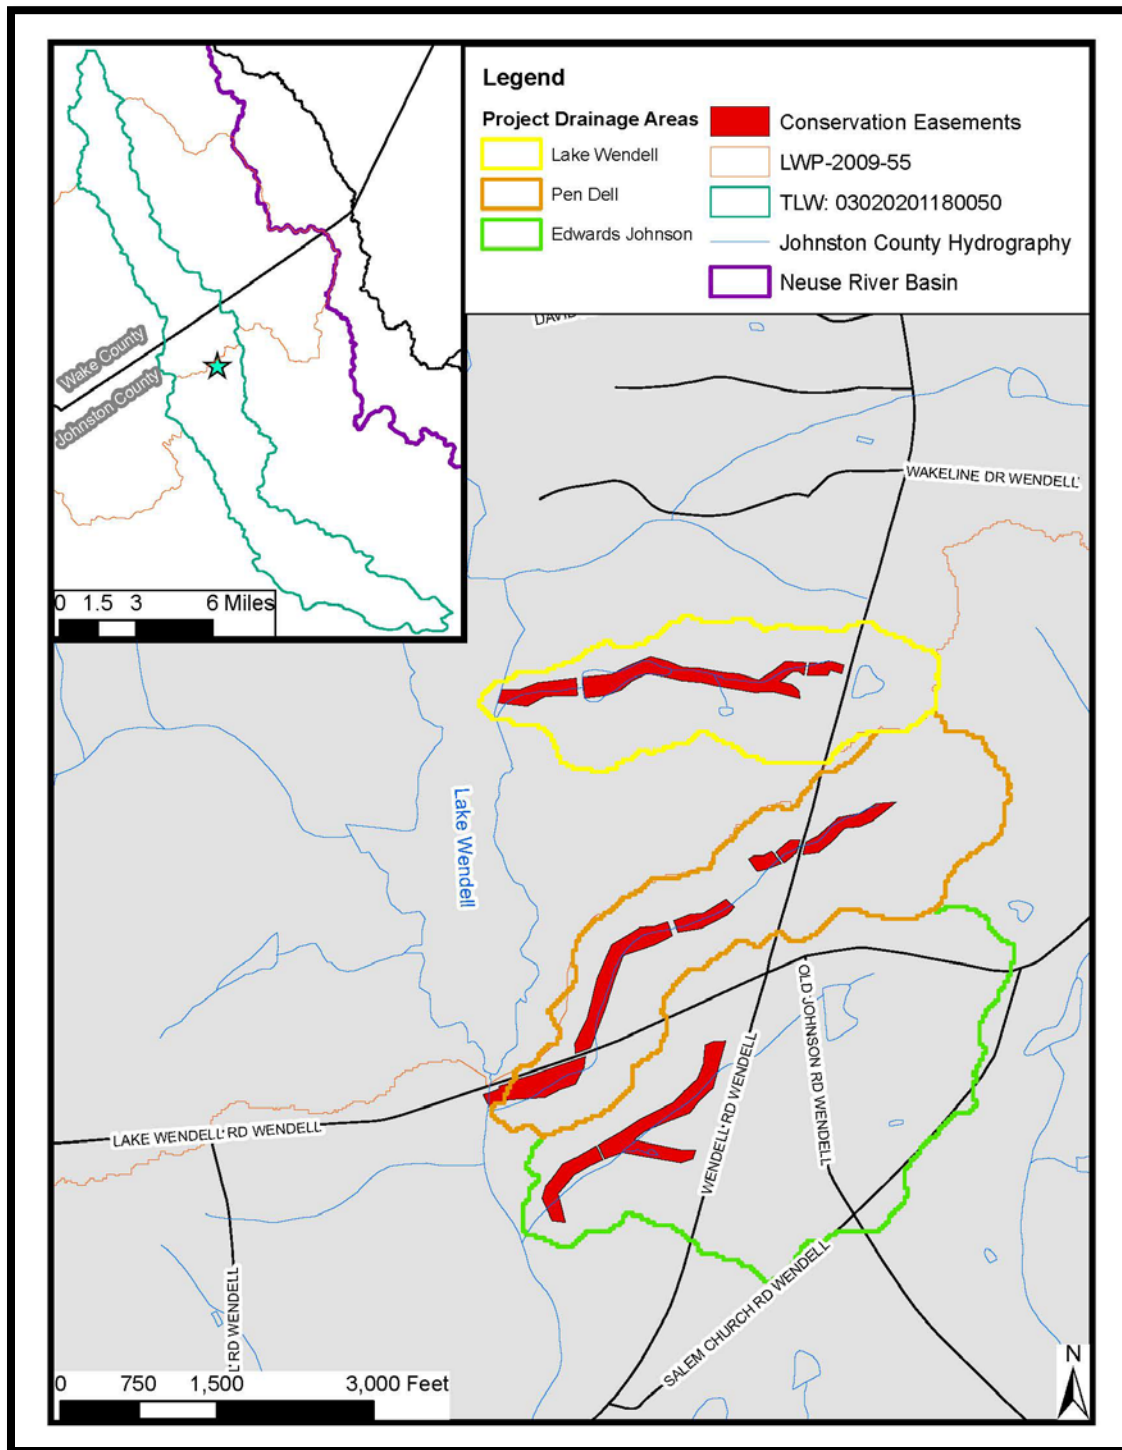 Wake County
Johnston County
0 1.5 3 6 Miles
Legend
Project Drainage Areas
Lake Wendell
Pen Dell
Edwards Johnson
Conservation Easements
LWP-2009-55
TLW: 03020201180050
Johnston County Hydrography
Neuse River Basin
WAKELINE DR WENDELL
Lake Wendell
OLD JOHNSON RD WENDELL
WENDELL RD WENDELL
LAKE WENDELL RD WENDELL
SALEM CHURCH RD WENDELL
RD WENDELL
0 750 1,500 3,000 Feet
N